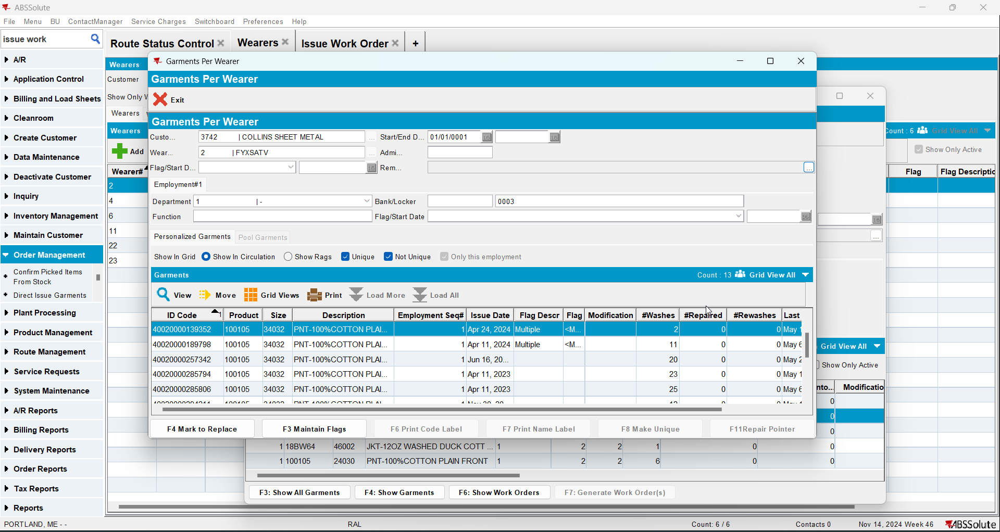 ABSSolute
File Menu BU ContactManager Service Charges Switchboard Preferences Help
issue work
Route Status Control Wearers Issue Work Order +
A/R
Application Control
Billing and Load Sheets
Cleanroom
Create Customer
Data Maintenance
Deactivate Customer
Inquiry
Inventory Management
Maintain Customer
Order Management
Confirm Picked Items
From Stock
Direct Issue Garments
Plant Processing
Product Management
Route Management
Service Requests
System Maintenance
A/R Reports
Billing Reports
Delivery Reports
Order Reports
Tax Reports
Reports
Wearers
Customer
Show Only
Wearers
Wearers
Add
Wearer#
2
4
6
11
22
23
Count : 6 Grid View All
Show Only Active
Flag Flag Descriptio
Garments Per Wearer
Garments Per Wearer
Exit
Garments Per Wearer
Custo... 3742 | COLLINS SHEET METAL ... Start/End D... 01/01/0001 16 16
Wear... 2 | FYXSATV ... Admi...
Flag/Start D... 16 Rem... ...
Employment#1
Department 1 | - Bank/Locker 0003
Function Flag/Start Date 16
Personalized Garments Pool Garments
Show In Grid Show In Circulation Show Rags Unique Not Unique Only this employment
Garments Count : 13 Grid View All
View Move Grid Views Print Load More Load All
ID Code 1 Product Size Description Employment Seq# Issue Date Flag Descr Flag Modification #Washes #Repaired #Rewashes Last
40020000139352 100105 34032 PNT-100%COTTON PLAI... 1 Apr 24, 2024 Multiple <M... 2 0 0 May 1
40020000189798 100105 34032 PNT-100%COTTON PLAI... 1 Apr 11, 2024 Multiple <M... 11 0 0 May 6
40020000257342 100105 34032 PNT-100%COTTON PLAI... 1 Jun 16, 20... 20 0 0 May 2
40020000285794 100105 34032 PNT-100%COTTON PLAI... 1 Apr 11, 2023 23 0 0 May 1
40020000285806 100105 34032 PNT-100%COTTON PLAI... 1 Apr 11, 2023 25 0 0 May 6
F4 Mark to Replace F3 Maintain Flags F6 Print Code Label F7 Print Name Label F8 Make Unique F11Repair Pointer
16
...
Grid View All
Show Only Active
nto... Modificatio
0
0
0
1 18BW64 46002 JKT-12OZ WASHED DUCK COTT ... 1 2 2 1 0 0
1 100105 24030 PNT-100%COTTON PLAIN FRONT 1 2 2 6 0 0
F3: Show All Garments F4: Show Garments F6: Show Work Orders F7: Generate Work Order(s)
PORTLAND, ME - - RAL Count: 6 / 6 Contacts 0 Nov 14, 2024 Week 46 ABSSolute